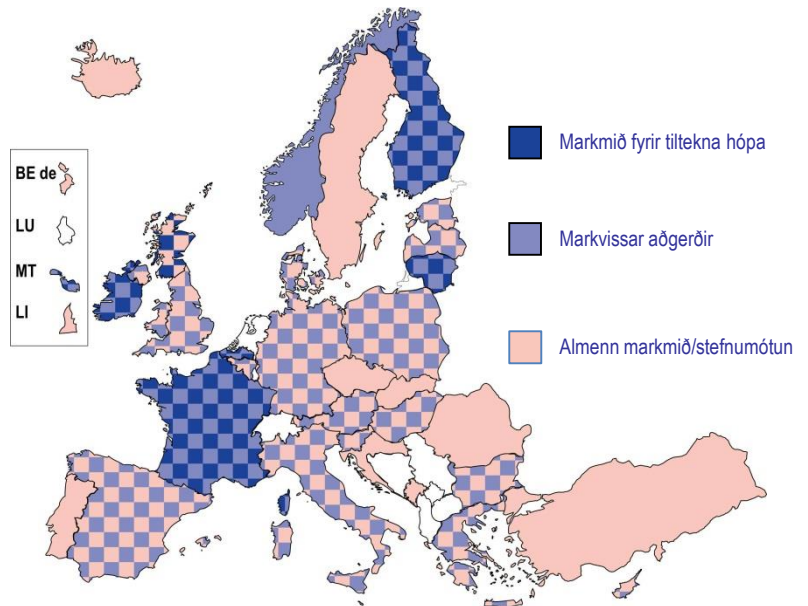 BE de
LU
MT
LI
Markmið fyrir tiltekna hópa
Markvissar aðgerðir
Almenn markmið/stefnumótun